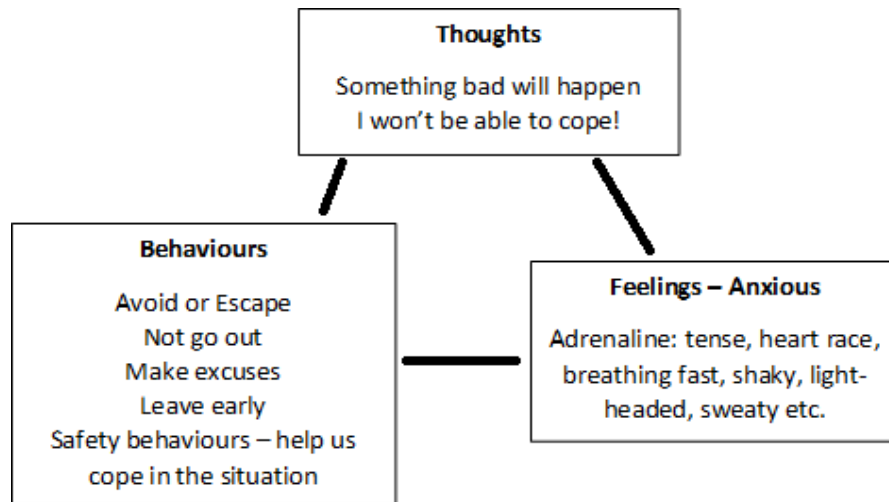 Thoughts
Something bad will happen
I won't be able to cope!
Behaviours
Avoid or Escape
Not go out
Make excuses
Leave early
Safety behaviours – help us
cope in the situation
Feelings – Anxious
Adrenaline: tense, heart race,
breathing fast, shaky, light-
headed, sweaty etc.